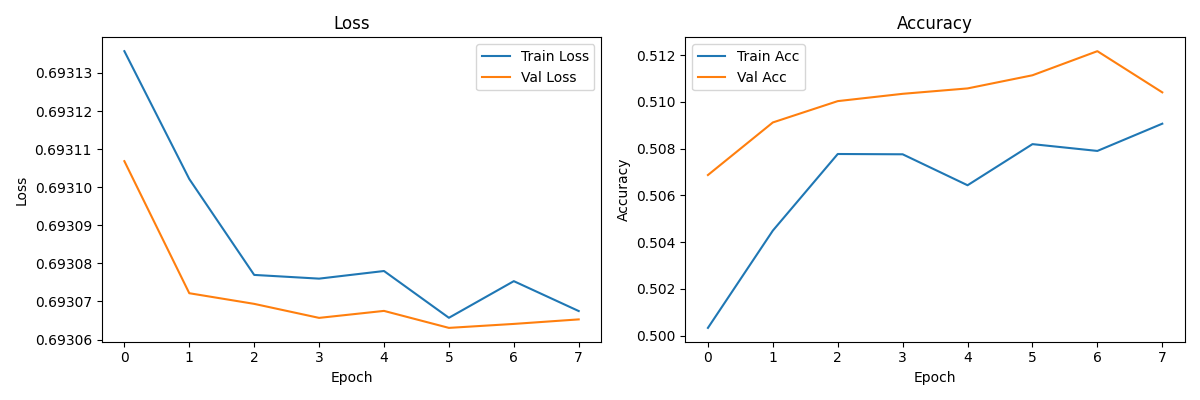 Loss
Train Loss
Val Loss
0.69313
0.69312
0.69311
0.69310
0.69309
0.69308
0.69307
0.69306
Loss
0 1 2 3 4 5 6 7
Epoch
Accuracy
Train Acc
Val Acc
0.512
0.510
0.508
0.506
0.504
0.502
0.500
Accuracy
0 1 2 3 4 5 6 7
Epoch